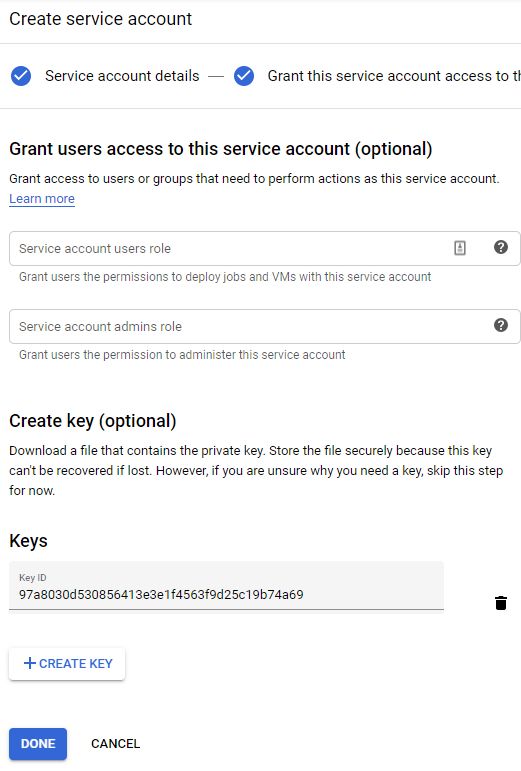 Create service account
Service account details — Grant this service account access to th
Grant users access to this service account (optional)
Grant access to users or groups that need to perform actions as this service account.
Learn more
Service account users role
Grant users the permissions to deploy jobs and VMs with this service account
Service account admins role
Grant users the permission to administer this service account
Create key (optional)
Download a file that contains the private key. Store the file securely because this key
can't be recovered if lost. However, if you are unsure why you need a key, skip this step
for now.
Keys
Key ID
97a8030d530856413e3e1f4563f9d25c19b74a69
+ CREATE KEY
DONE CANCEL